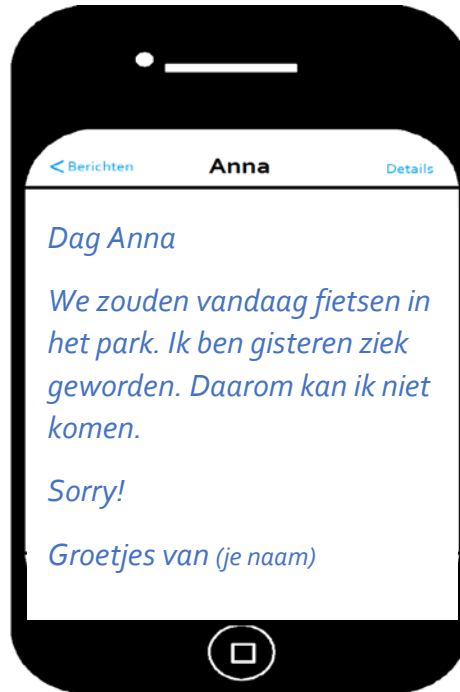 < Berichten Anna Details
Dag Anna
We zouden vandaag fietsen in
het park. Ik ben gisteren ziek
geworden. Daarom kan ik niet
komen.
Sorry!
Groetjes van (je naam)